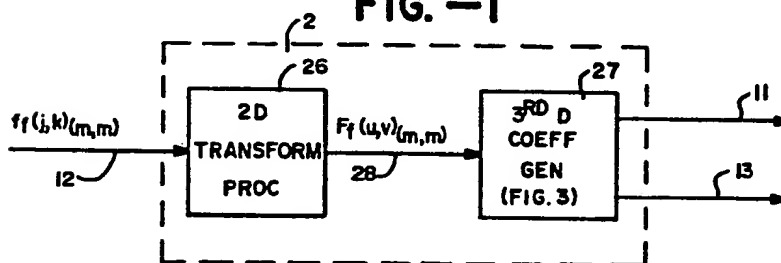 FIG. — 1
2
26
27
11
f_f(j,k)(m,m)
2D
TRANSFORM
PROC
F_f(u,v)(m,m)
3RD D
COEFF
GEN
(FIG. 3)
12
28
13